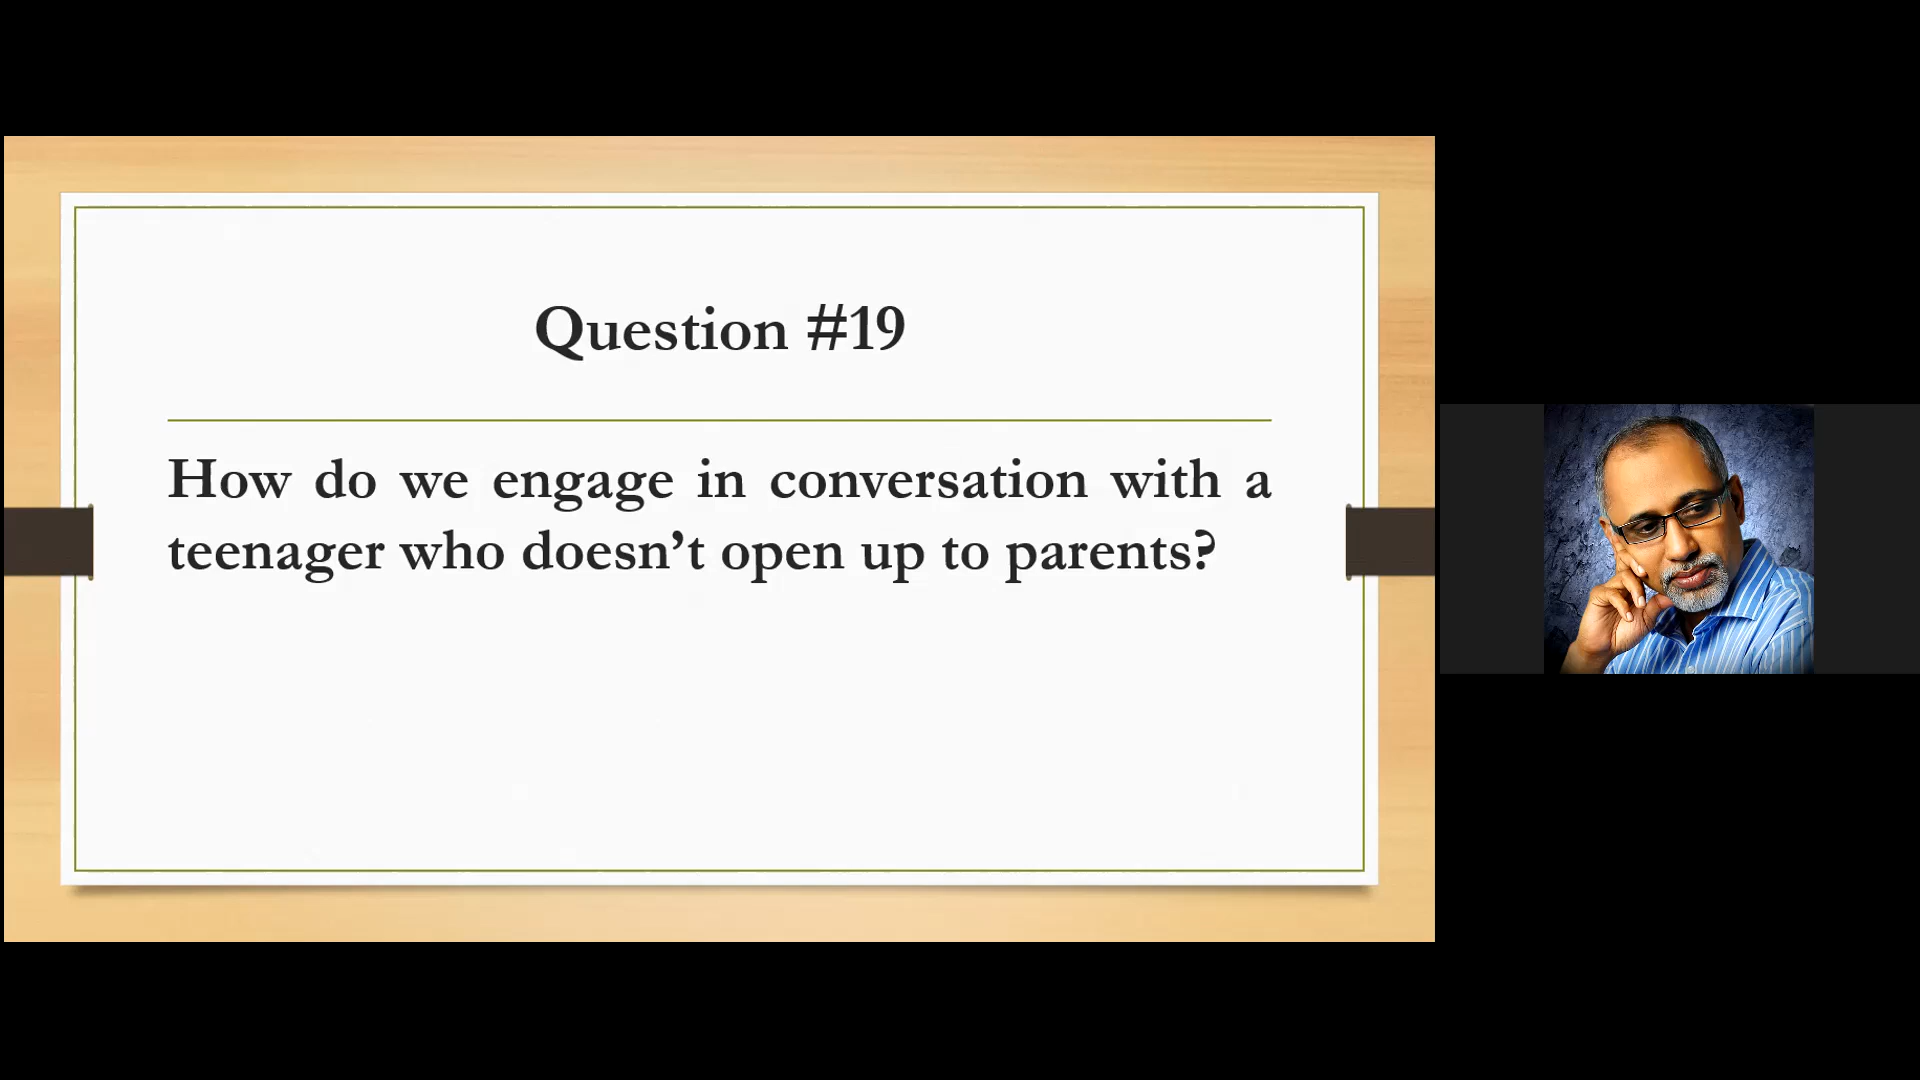 Question #19
How do we engage in conversation with a
teenager who doesn’t open up to parents?